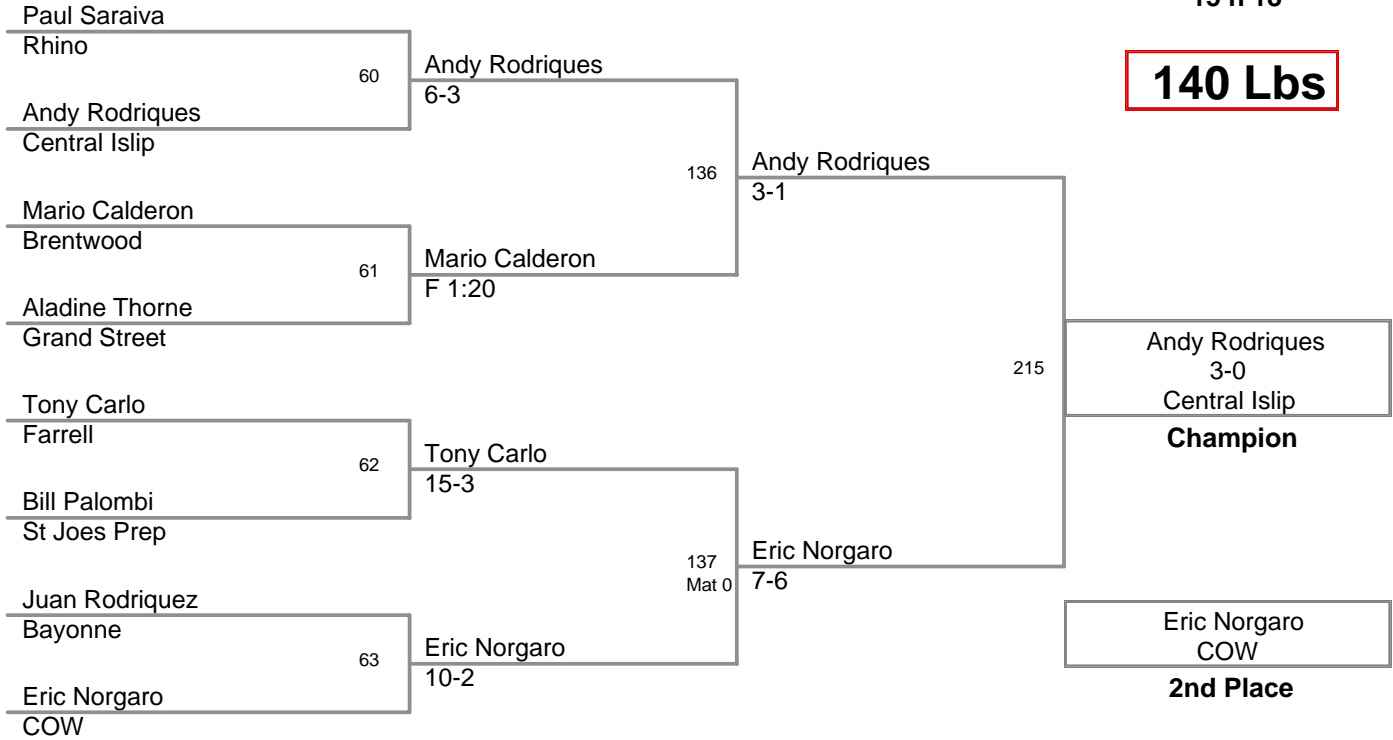 Paul Saraiva
Rhino
60
Andy Rodriques
Central Islip
Andy Rodriques
6-3
Mario Calderon
Brentwood
61
Aladine Thorne
Grand Street
Mario Calderon
F 1:20
136
Andy Rodriques
3-1
Tony Carlo
Farrell
62
Bill Palombi
St Joes Prep
Tony Carlo
15-3
Juan Rodriquez
Bayonne
63
Eric Norgaro
COW
Eric Norgaro
10-2
137
Mat 0
Eric Norgaro
7-6
215
140 Lbs
Andy Rodriques
3-0
Central Islip
Champion
Eric Norgaro
COW
2nd Place